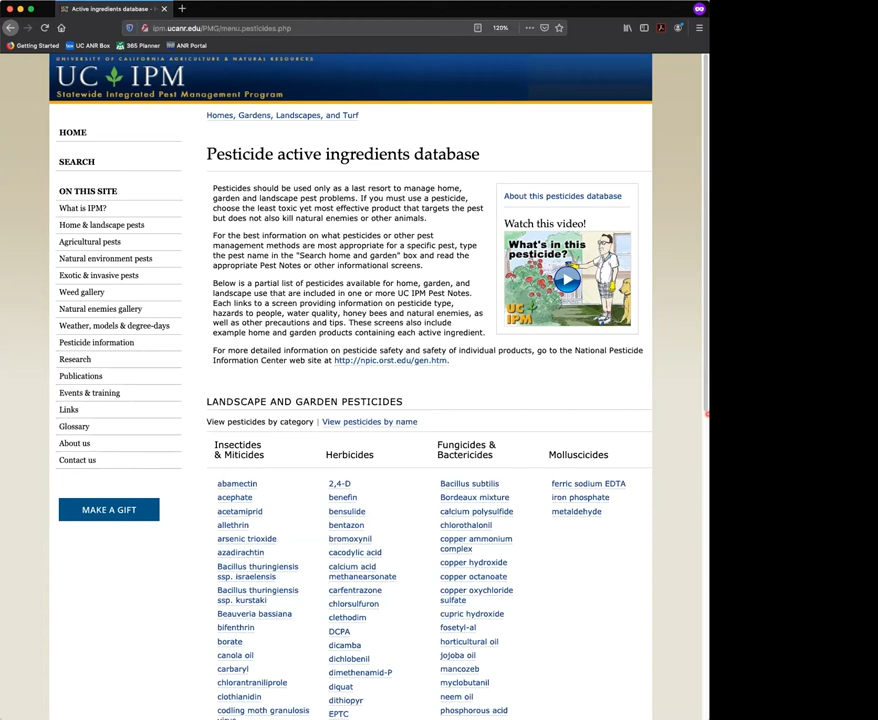 Active ingredients database -
ipm.ucanr.edu/PMG/menu.pesticides.php
120%
Getting Started
UC ANR Box
365 Planner
ANR Portal
UNIVERSITY OF CALIFORNIA AGRICULTURE & NATURAL RESOURCES
UC IPM
Statewide Integrated Pest Management Program
HOME
SEARCH
ON THIS SITE
What is IPM?
Home & landscape pests
Agricultural pests
Natural environment pests
Exotic & invasive pests
Weed gallery
Natural enemies gallery
Weather, models & degree-days
Pesticide information
Research
Publications
Events & training
Links
Glossary
About us
Contact us
MAKE A GIFT
Homes, Gardens, Landscapes, and Turf
Pesticide active ingredients database
Pesticides should be used only as a last resort to manage home,
garden and landscape pest problems. If you must use a pesticide,
choose the least toxic yet most effective product that targets the pest
but does not also kill natural enemies or other animals.
For the best information on what pesticides or other pest
management methods are most appropriate for a specific pest, type
the pest name in the "Search home and garden" box and read the
appropriate Pest Notes or other informational screens.
Below is a partial list of pesticides available for home, garden, and
landscape use that are included in one or more UC IPM Pest Notes.
Each links to a screen providing information on pesticide type,
hazards to people, water quality, honey bees and natural enemies, as
well as other precautions and tips. These screens also include
example home and garden products containing each active ingredient.
For more detailed information on pesticide safety and safety of individual products, go to the National Pesticide
Information Center web site at http://npic.orst.edu/gen.htm.
About this pesticides database
Watch this video!
What's in this
pesticide?
UC
IPM
LANDSCAPE AND GARDEN PESTICIDES
View pesticides by category | View pesticides by name
Insecticides
& Miticides
abamectin
acephate
acetamiprid
allethrin
arsenic trioxide
azadirachtin
Bacillus thuringiensis
ssp. israelensis
Bacillus thuringiensis
ssp. kurstaki
Beauveria bassiana
bifenthrin
borate
canola oil
carbaryl
chlorantraniliprole
clothianidin
codling moth granulosis
virus
Herbicides
2,4-D
benefin
bensulide
bentazon
bromoxynil
cacodylic acid
calcium acid
methanearsonate
carfentrazone
chlorsulfuron
clethodim
DCPA
dicamba
dichlobenil
dimethenamid-P
diquat
dithiopyr
EPTC
Fungicides &
Bactericides
Bacillus subtilis
Bordeaux mixture
calcium polysulfide
chlorothalonil
copper ammonium
complex
copper hydroxide
copper octanoate
copper oxychloride
sulfate
cupric hydroxide
fosetyl-al
horticultural oil
jojoba oil
mancozeb
myclobutanil
neem oil
phosphorous acid
Molluscicides
ferric sodium EDTA
iron phosphate
metaldehyde